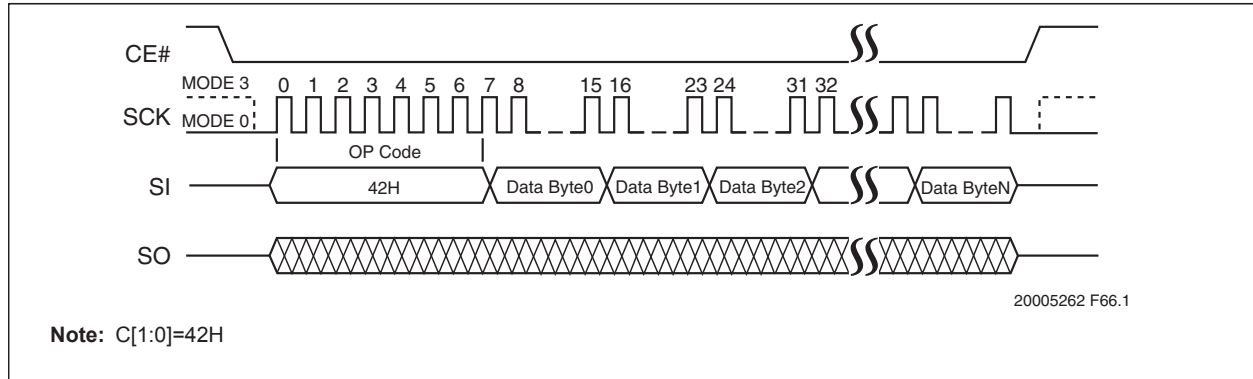 CE#
MODE 3
0 1 2 3 4 5 6 7 8 15 16 23 24 31 32
SCK
MODE 0
OP Code
SI
42H
Data Byte0
Data Byte1
Data Byte2
Data ByteN
SO
20005262 F66.1
Note: C[1:0]=42H